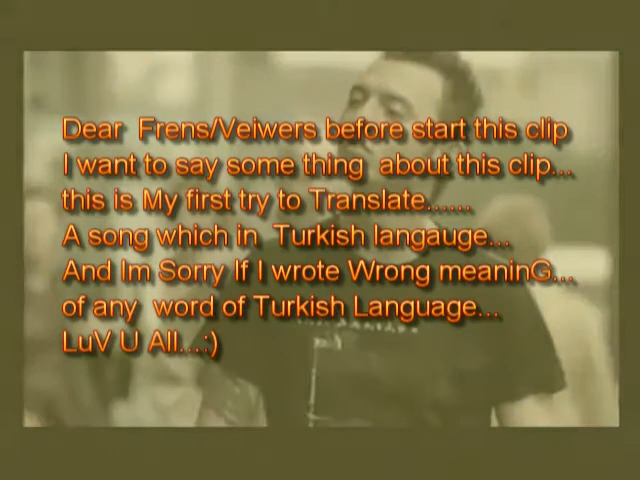 Dear Frens/Veiwers before start this clip
I want to say some thing about this clip...
this is My first try to Translate......
A song which in Turkish langauge...
And Im Sorry If I wrote Wrong meaninG...
of any word of Turkish Language...
LuV U All...:)